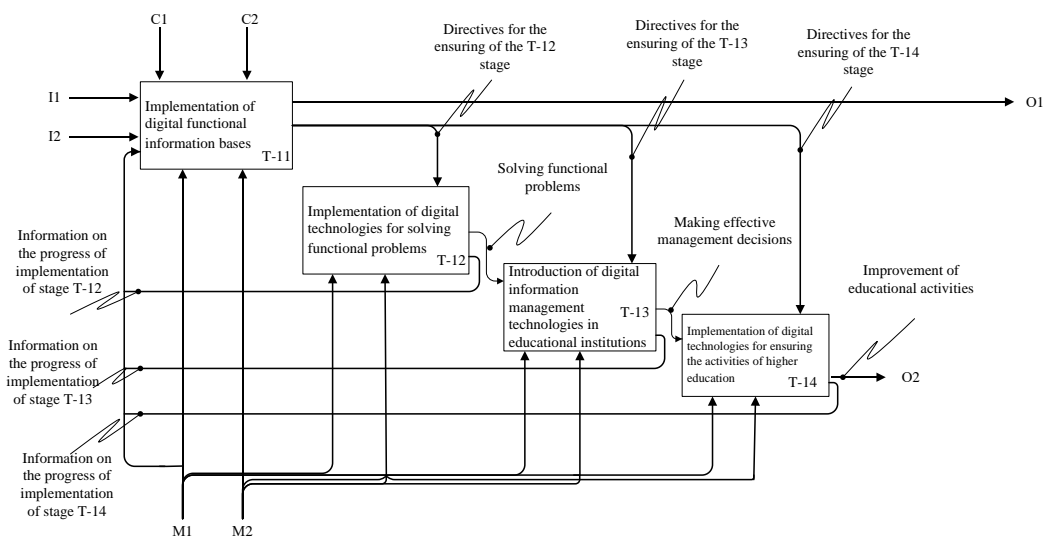 C1
C2
Directives for the
ensuring of the T-12
stage
Directives for the
ensuring of the T-13
stage
Directives for the
ensuring of the T-14
stage
I1
I2
Implementation of
digital functional
information bases
T-11
O1
Solving functional
problems
Implementation of digital
technologies for solving
functional problems
T-12
Making effective
management decisions
Information on
the progress of
implementation
of stage T-12
Introduction of digital
information
management
technologies in
educational institutions
T-13
Improvement of
educational activities
Implementation of digital
technologies for ensuring
the activities of higher
education
T-14
O2
Information on
the progress of
implementation
of stage T-13
Information on
the progress of
implementation
of stage T-14
M1
M2